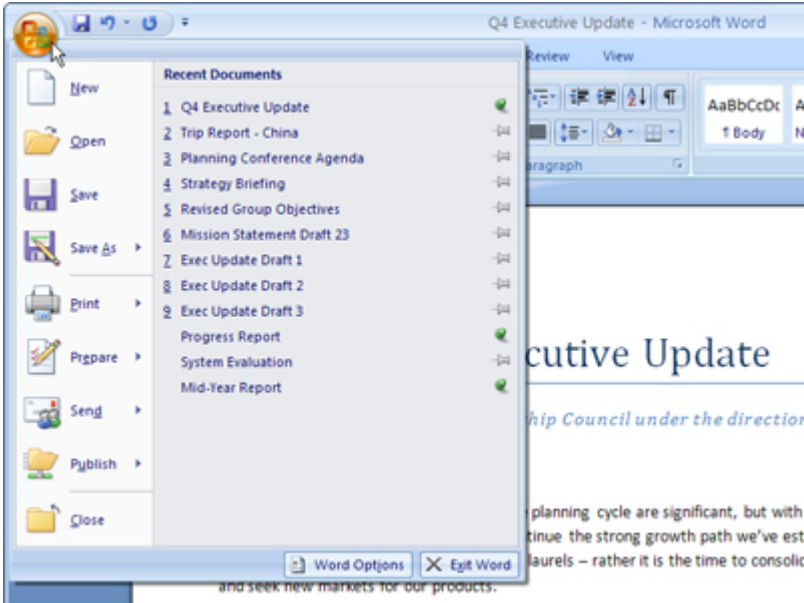 Q4 Executive Update - Microsoft Word
Review View
New
Open
Save
Save As
Print
Prepare
Send
Publish
Close
Recent Documents
1 Q4 Executive Update
2 Trip Report - China
3 Planning Conference Agenda
4 Strategy Briefing
5 Revised Group Objectives
6 Mission Statement Draft 23
7 Exec Update Draft 1
8 Exec Update Draft 2
9 Exec Update Draft 3
Progress Report
System Evaluation
Mid-Year Report
Word Options
Exit Word
AaBbCcDc A
¶ Body N
aragraph
cutive Update
hip Council under the direction
planning cycle are significant, but with
tinue the strong growth path we've est
laurels – rather it is the time to consolid
and seek new markets for our products.